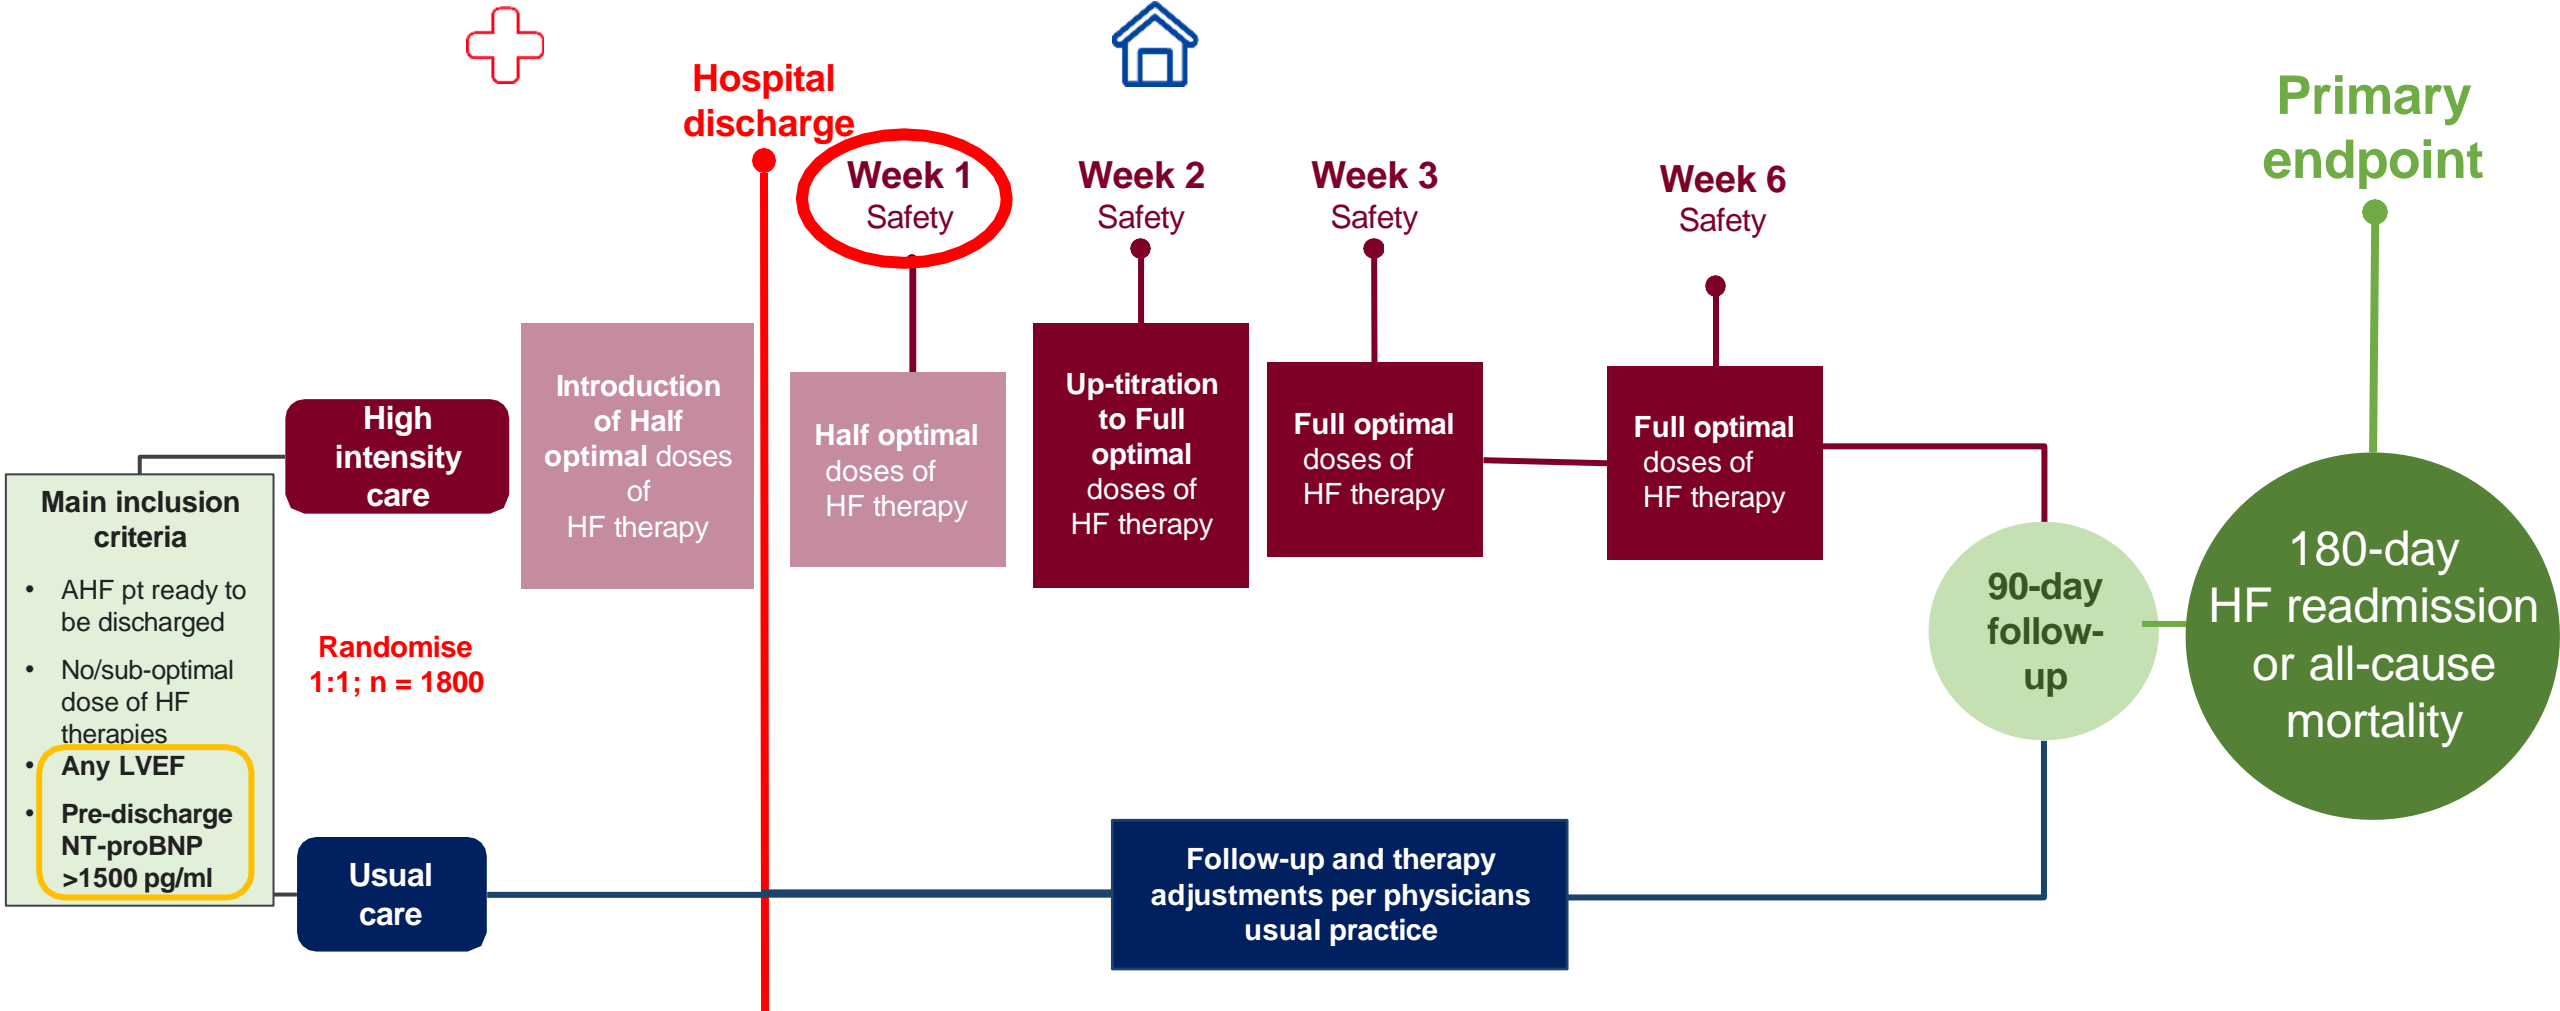 Hospital
discharge
Week 1
Safety
Week 2
Safety
Week 3
Safety
Week 6
Safety
Primary
endpoint
Main inclusion
criteria
• AHF pt ready to
be discharged
• No/sub-optimal
dose of HF
therapies
• Any LVEF
• Pre-discharge
NT-proBNP
>1500 pg/ml
High
intensity
care
Randomise
1:1; n = 1800
Usual
care
Introduction
of Half
optimal doses
of
HF therapy
Half optimal
doses of
HF therapy
Up-titration
to Full
optimal
doses of
HF therapy
Full optimal
doses of
HF therapy
Full optimal
doses of
HF therapy
Follow-up and therapy
adjustments per physicians
usual practice
90-day
follow-
up
180-day
HF readmission
or all-cause
mortality